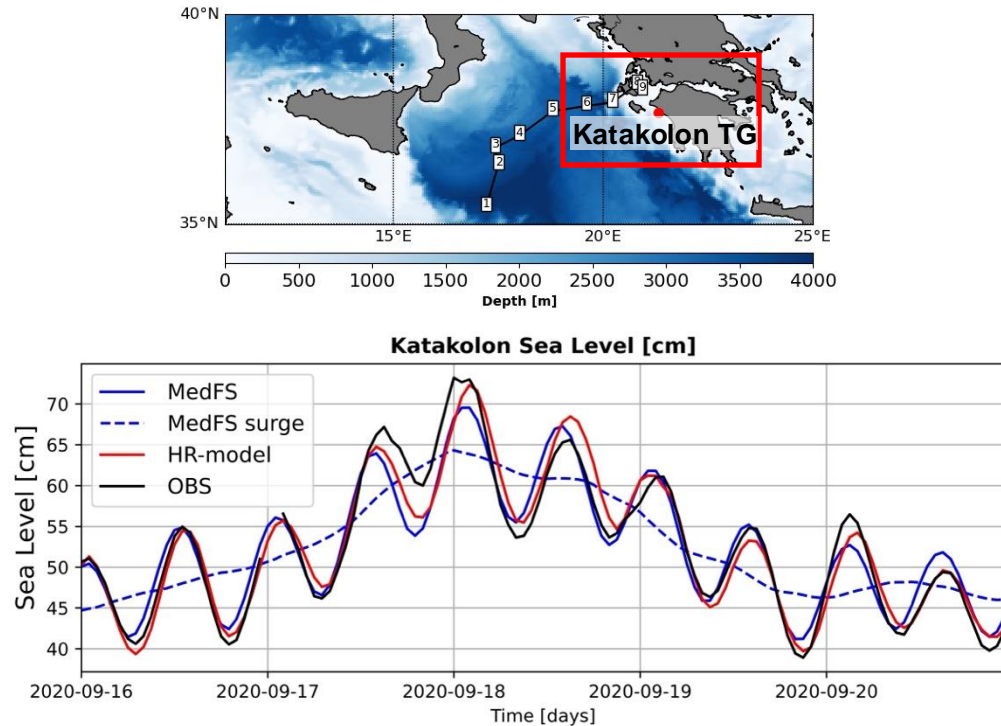 40°N
35°N
1
2
3
4
5
6
7
9
Katakolon TG
15°E
20°E
25°E
0 500 1000 1500 2000 2500 3000 3500 4000
Depth [m]
Katakolon Sea Level [cm]
MedFS
MedFS surge
HR-model
OBS
Sea Level [cm]
70
65
60
55
50
45
40
2020-09-16 2020-09-17 2020-09-18 2020-09-19 2020-09-20
Time [days]